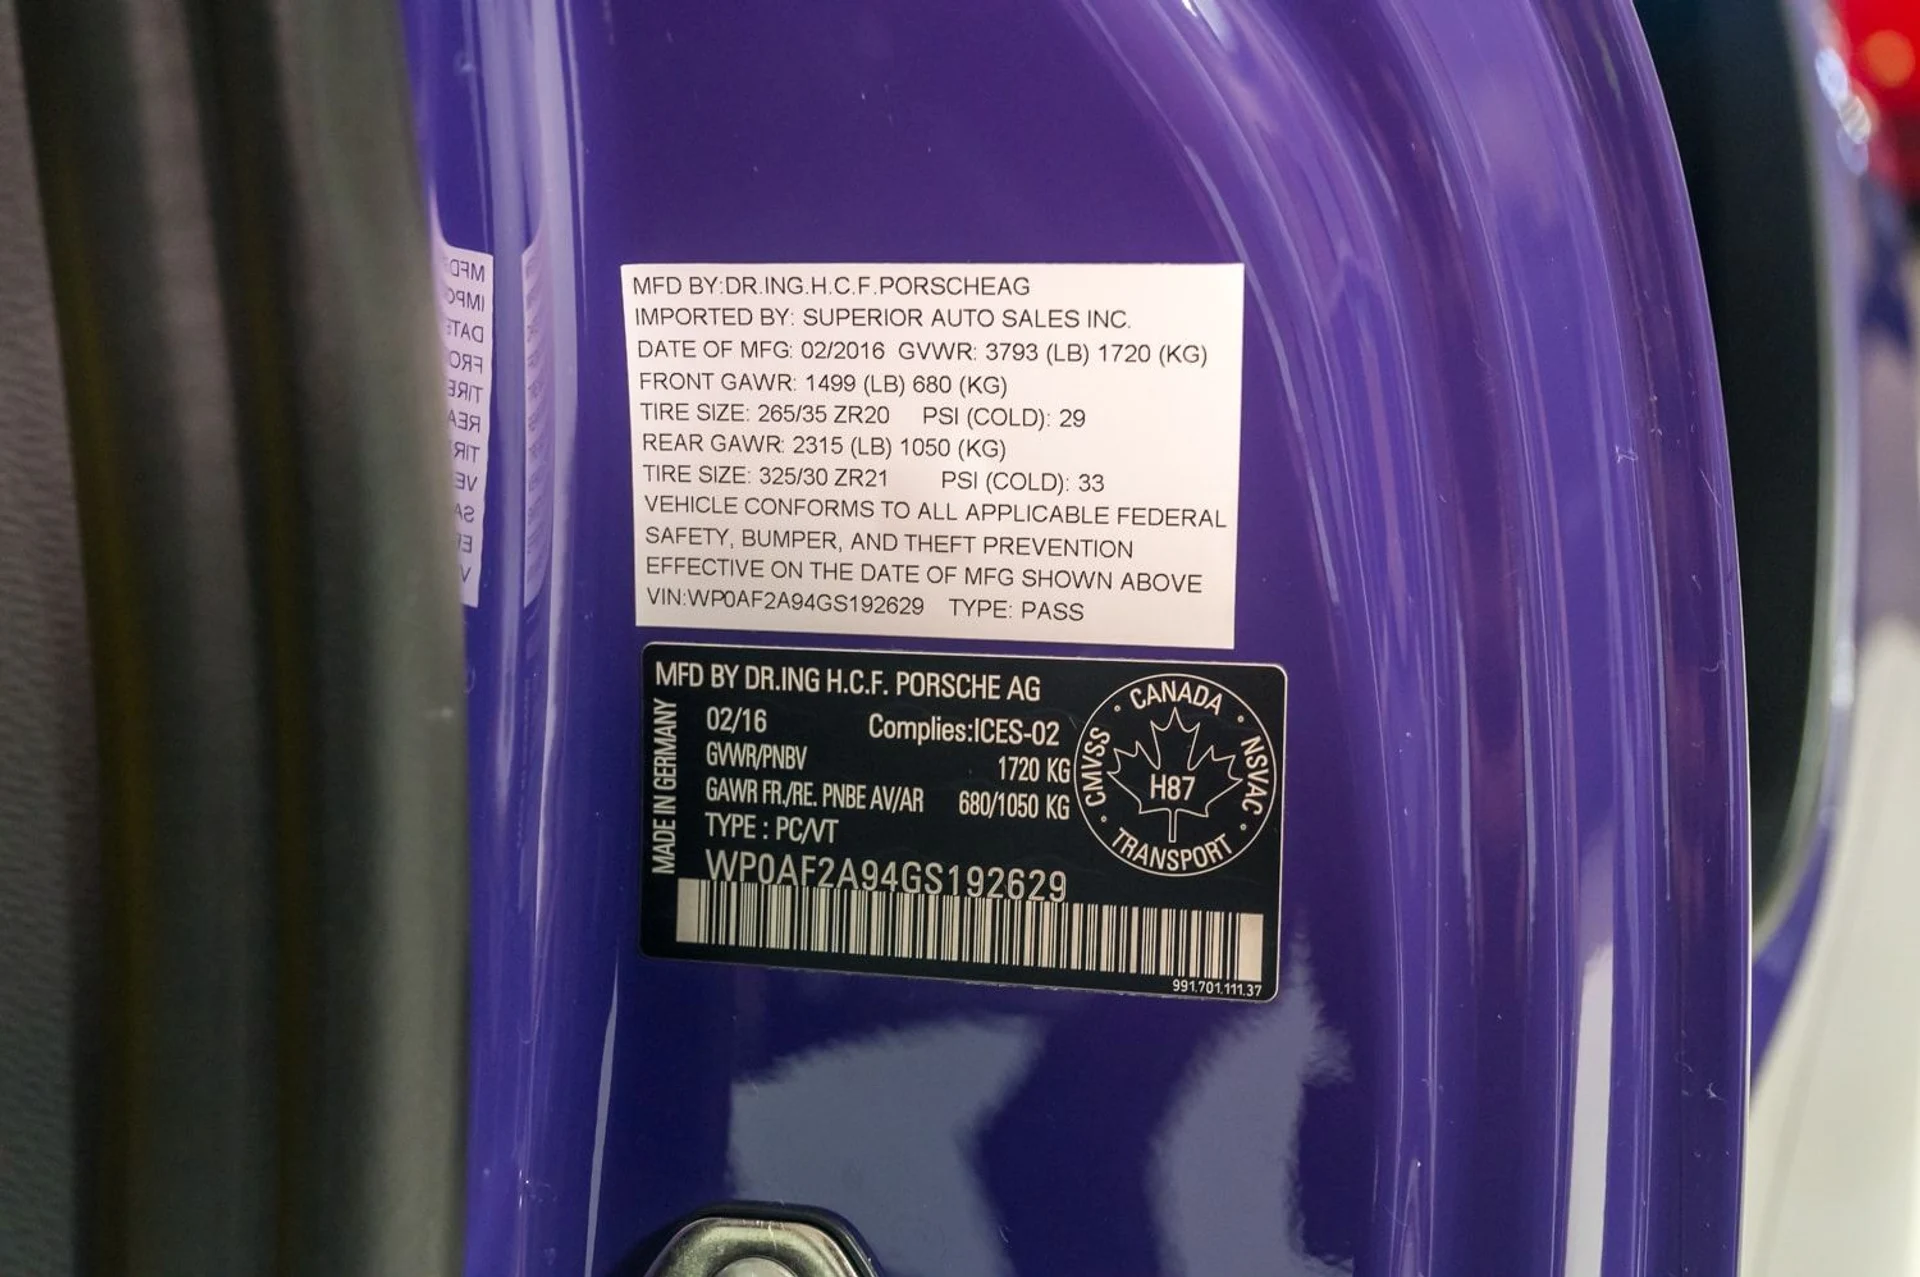 MFD BY:DR.ING.H.C.F.PORSCHEAG
IMPORTED BY: SUPERIOR AUTO SALES INC.
DATE OF MFG: 02/2016 GVWR: 3793 (LB) 1720 (KG)
FRONT GAWR: 1499 (LB) 680 (KG)
TIRE SIZE: 265/35 ZR20 PSI (COLD): 29
REAR GAWR: 2315 (LB) 1050 (KG)
TIRE SIZE: 325/30 ZR21 PSI (COLD): 33
VEHICLE CONFORMS TO ALL APPLICABLE FEDERAL
SAFETY, BUMPER, AND THEFT PREVENTION
EFFECTIVE ON THE DATE OF MFG SHOWN ABOVE
VIN:WP0AF2A94GS192629 TYPE: PASS
MFD BY DR.ING H.C.F. PORSCHE AG
MADE IN GERMANY
02/16 Complies:ICES-02
GVWR/PNBV 1720 KG
GAWR FR./RE. PNBE AV/AR 680/1050 KG
TYPE : PC/VT
WP0AF2A94GS192629
CANADA
NSVAC
TRANSPORT
CMVSS
H87
991.701.111.37